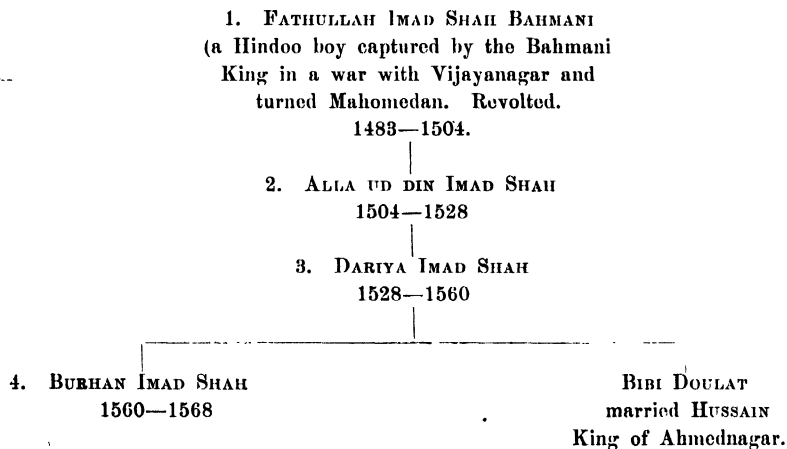 1. FATHULLAH IMAD SHAH BAHMANI
(a Hindoo boy captured by the Bahmani
King in a war with Vijayanagar and
turned Mahomedan. Revolted.
1483—1504.
2. ALLA UD DIN IMAD SHAH
1504—1528
3. DARIYA IMAD SHAH
1528—1560
4. BURHAN IMAD SHAH
1560—1568
BIBI DOULAT
married HUSSAIN
King of Ahmednagar.